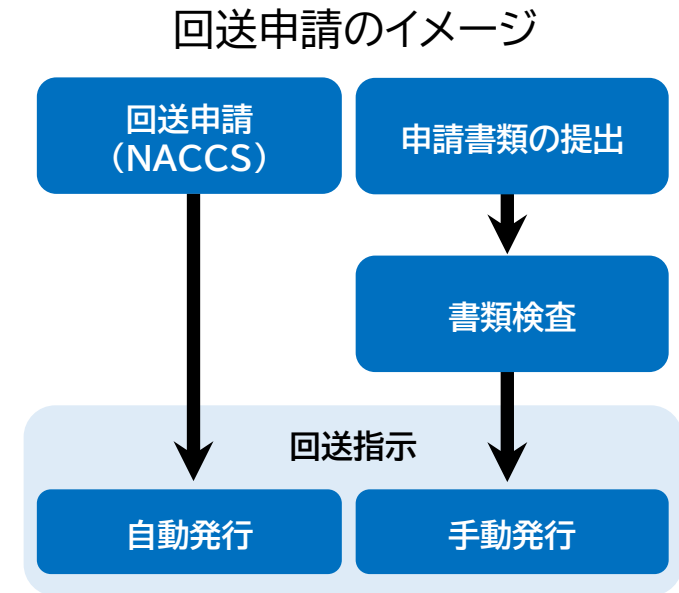 回送申請のイメージ
回送申請
（NACCS）
申請書類の提出
書類検査
回送指示
自動発行
手動発行